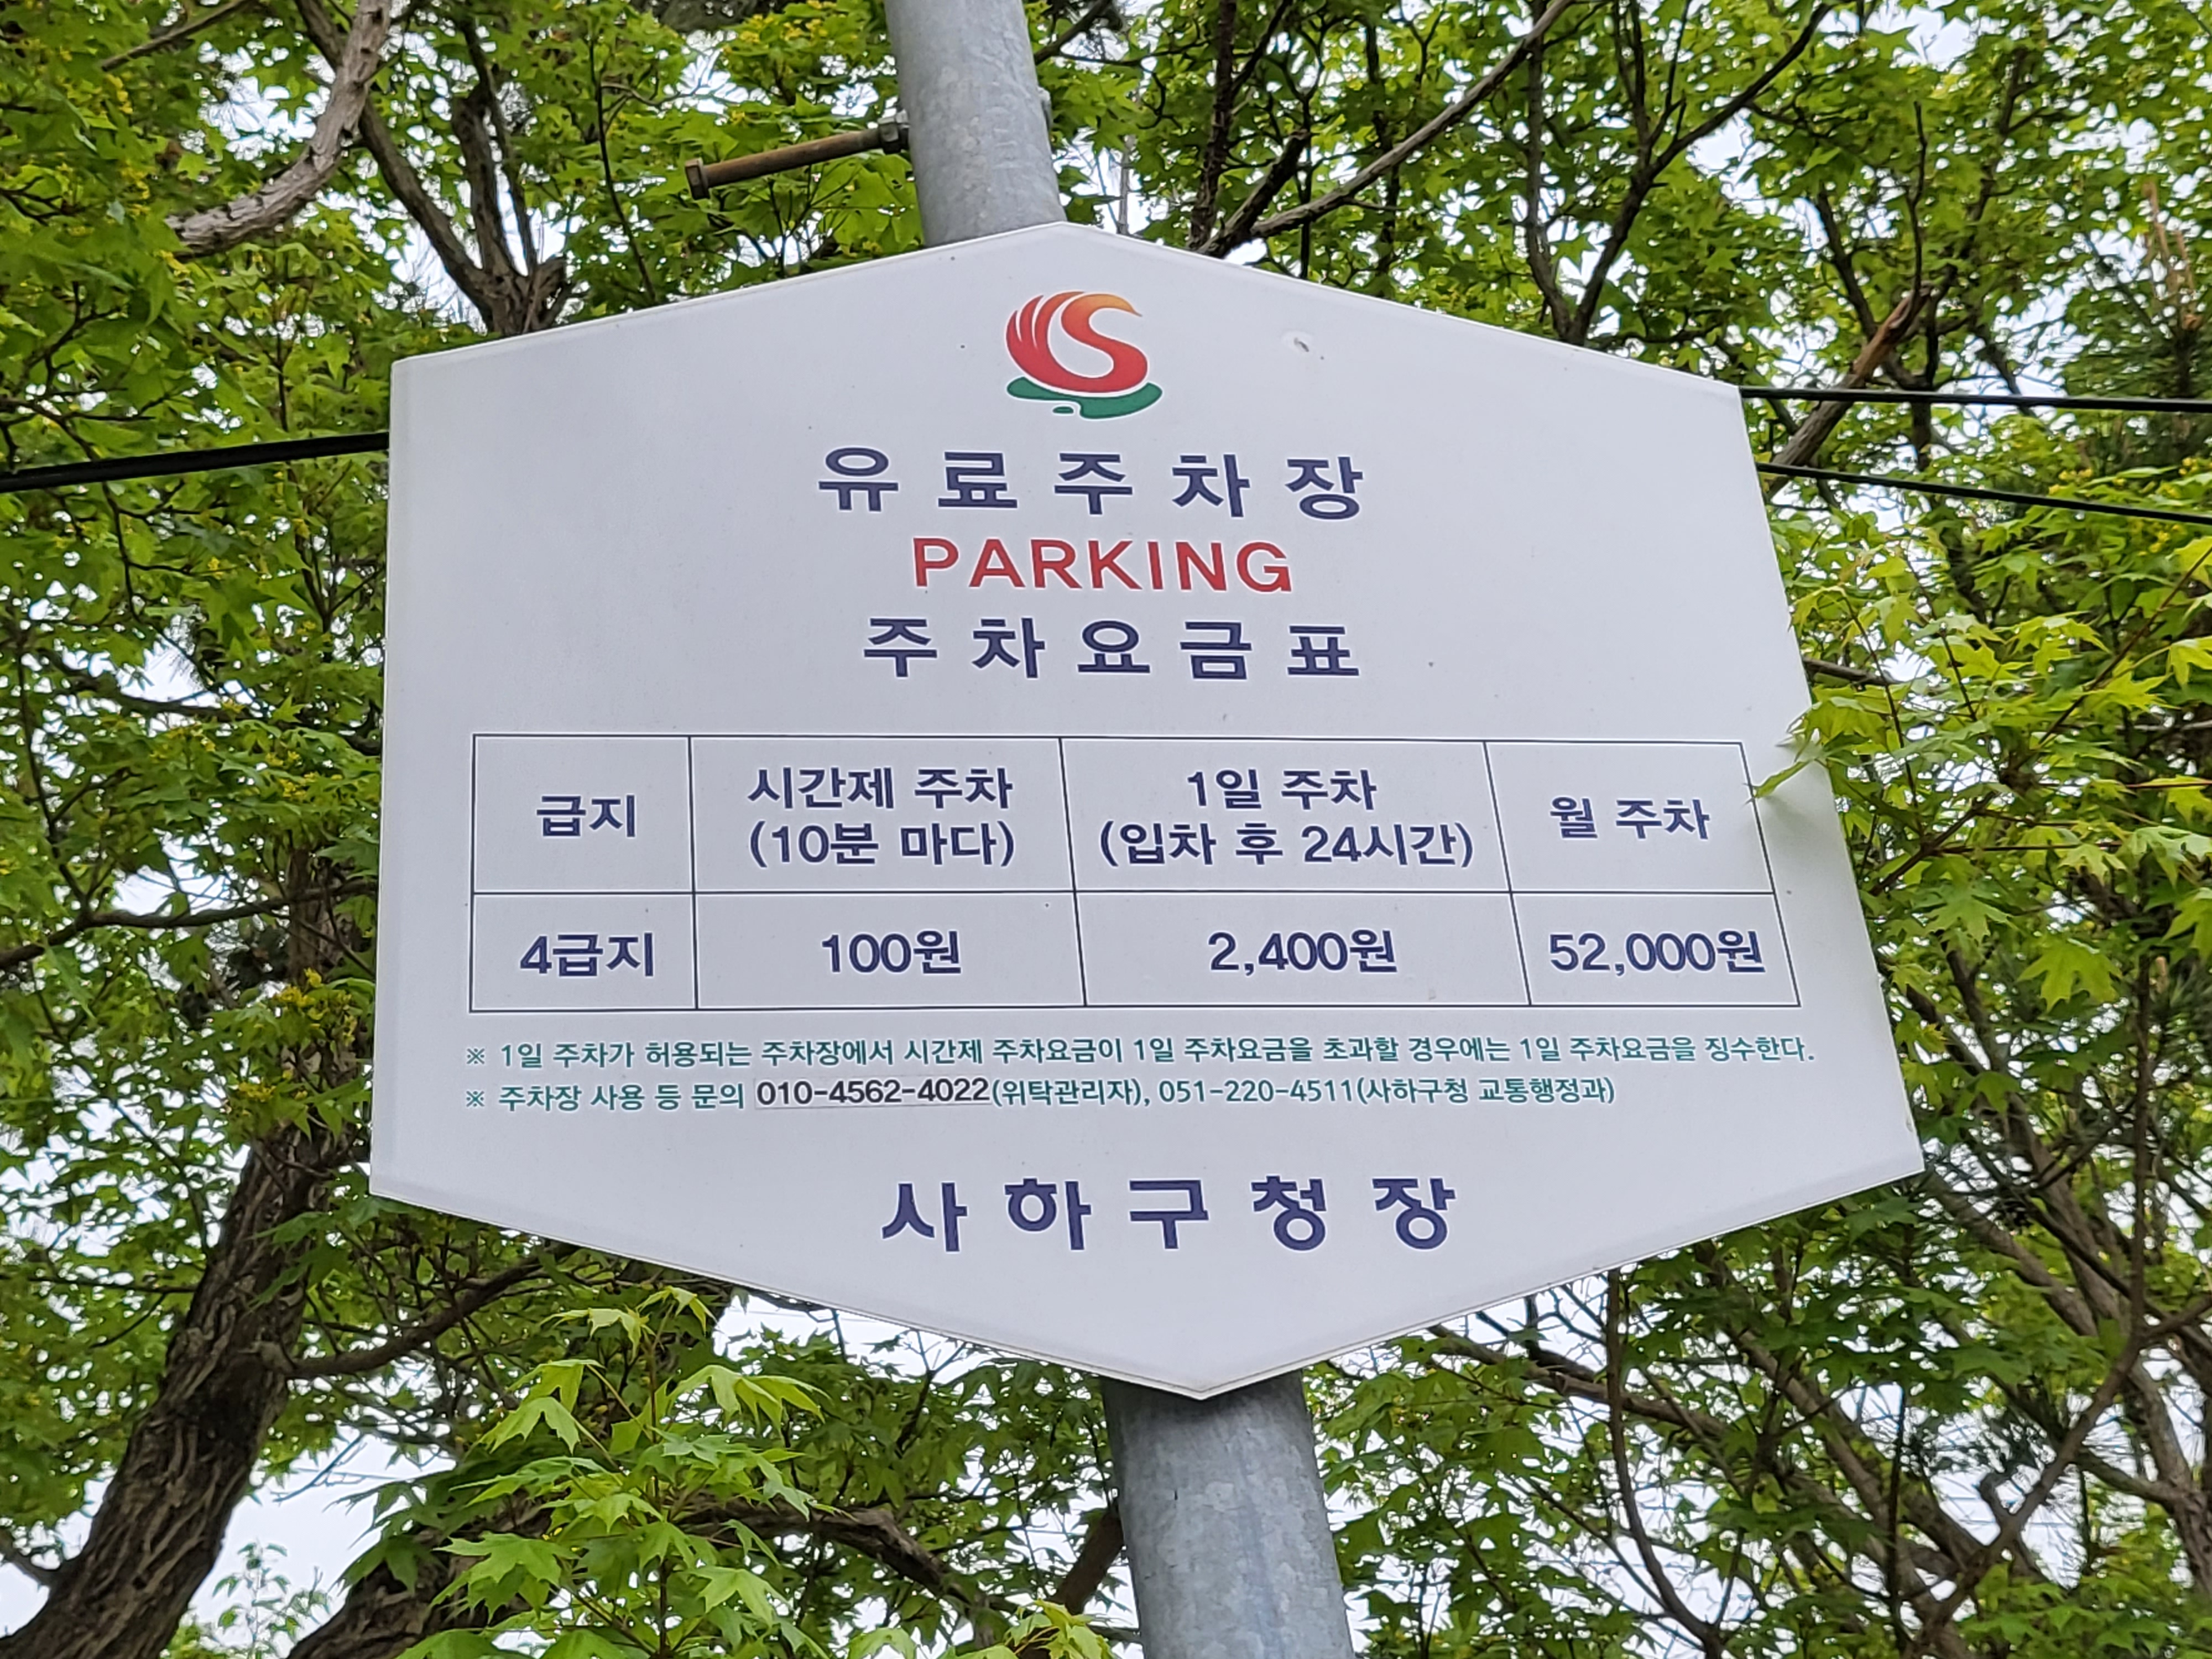 유료주차장
PARKING
주차요금표
급지 시간제 주차 (10분 마다) 1일 주차 (입차 후 24시간) 월 주차
4급지 100원 2,400원 52,000원
※ 1일 주차가 허용되는 주차장에서 시간제 주차요금이 1일 주차요금을 초과할 경우에는 1일 주차요금을 징수한다.
※ 주차장 사용 등 문의 010-4562-4022(위탁관리자), 051-220-4511(사하구청 교통행정과)
사하구청장